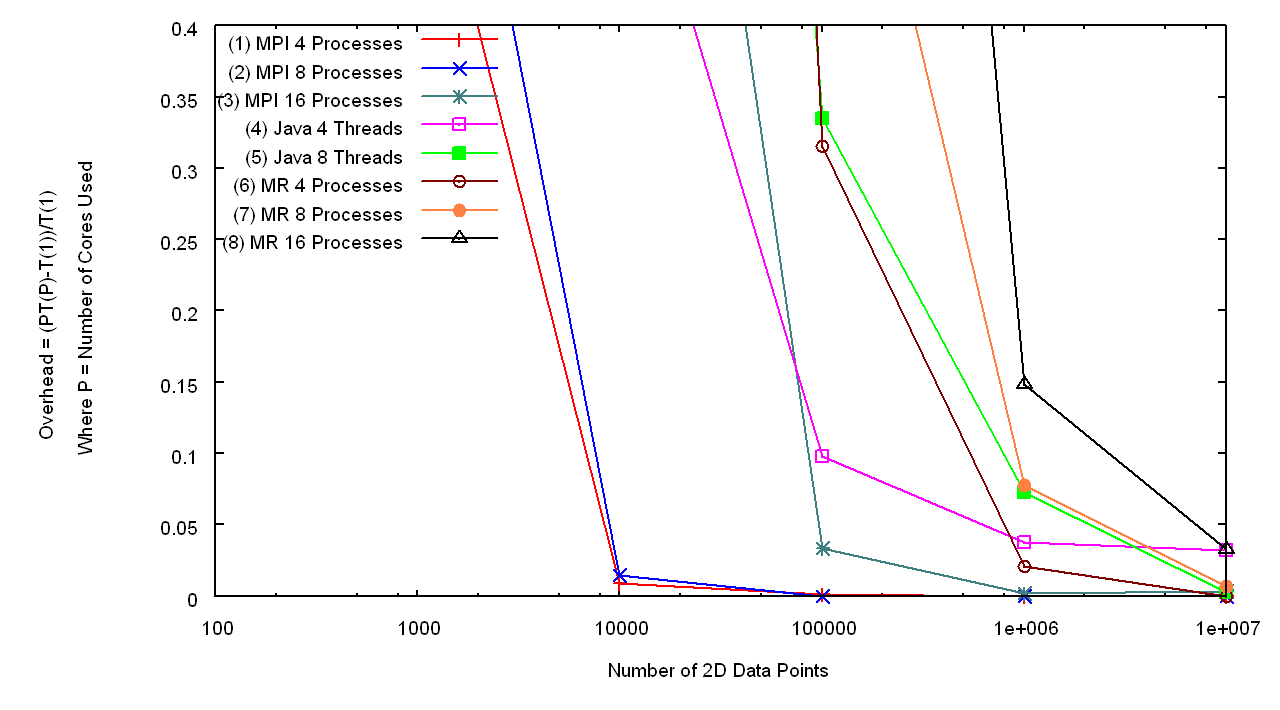 0.4
0.35
0.3
0.25
0.2
0.15
0.1
0.05
0
(1) MPI 4 Processes
(2) MPI 8 Processes
(3) MPI 16 Processes
(4) Java 4 Threads
(5) Java 8 Threads
(6) MR 4 Processes
(7) MR 8 Processes
(8) MR 16 Processes
Overhead = (PT(P)-T(1))/T(1)
Where P = Number of Cores Used
100 1000 10000 100000 1e+006 1e+007
Number of 2D Data Points